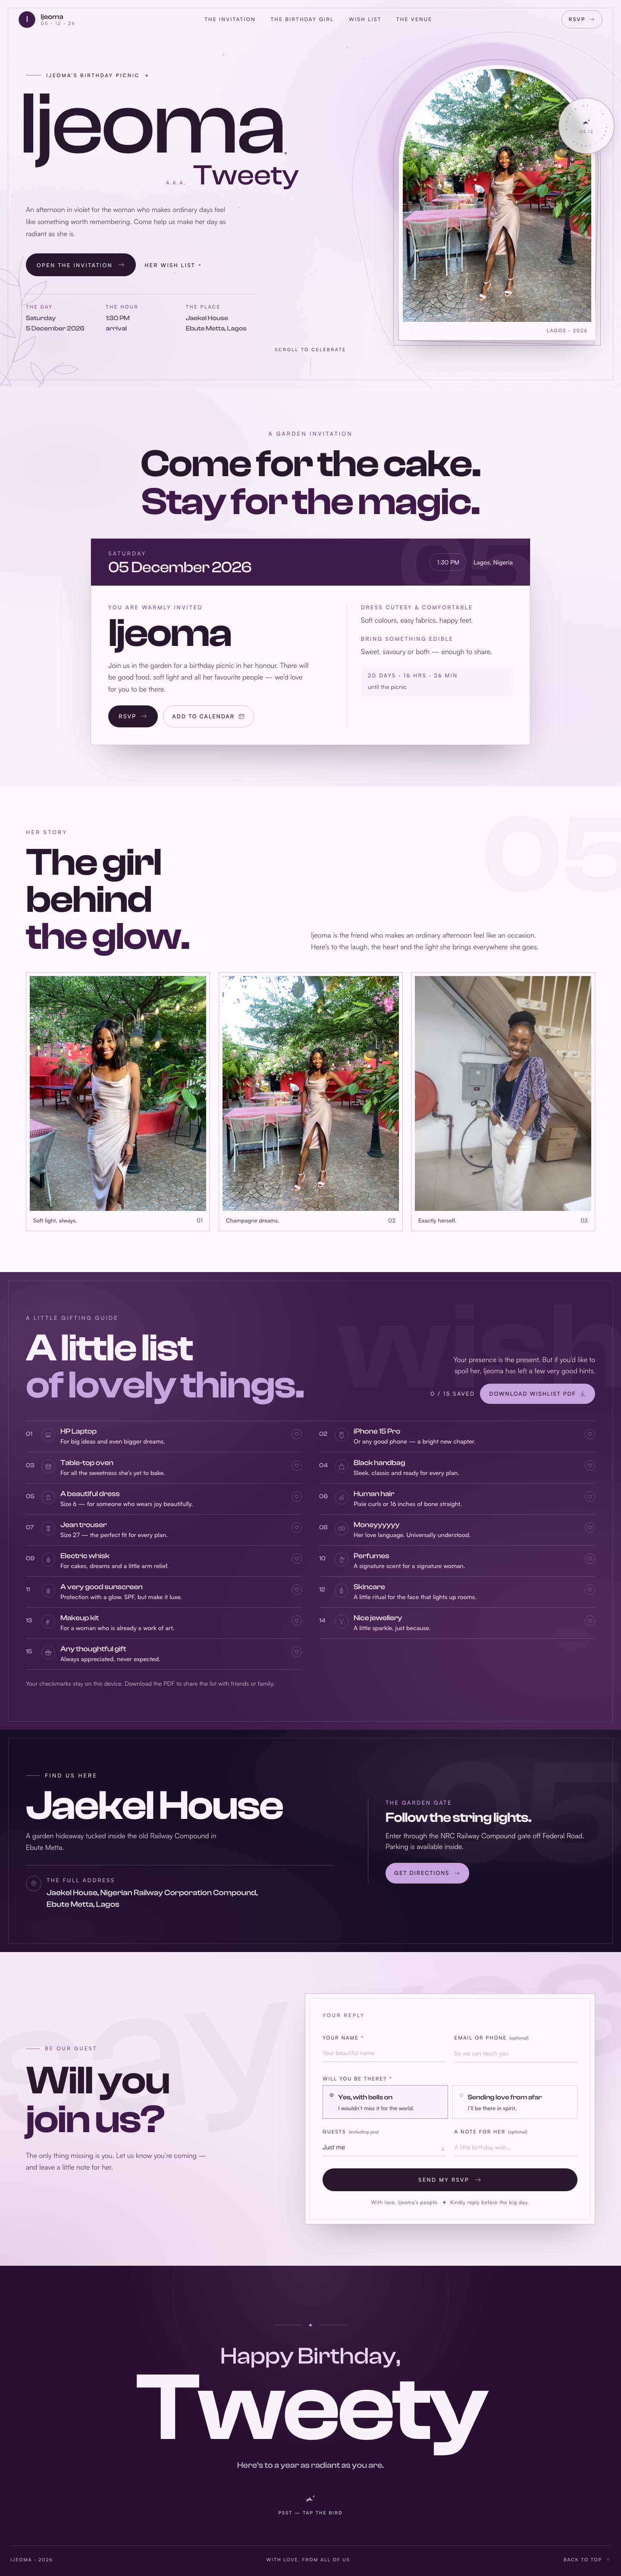 I
Ijeoma
05 · 12 · 26
THE INVITATION
THE BIRTHDAY GIRL
WISH LIST
THE VENUE
RSVP →
IJEOMA'S BIRTHDAY PICNIC ✦
Ijeoma.
A.K.A. Tweety
An afternoon in violet for the woman who makes ordinary days feel
like something worth remembering. Come help us make her day as
radiant as she is.
OPEN THE INVITATION →
HER WISH LIST
THE DAY
Saturday
5 December 2026
THE HOUR
1:30 PM
arrival
THE PLACE
Jaekel House
Ebute Metta, Lagos
LAGOS · 2026
SCROLL TO CELEBRATE
A GARDEN INVITATION
Come for the cake.
Stay for the magic.
SATURDAY
05 December 2026
05
1:30 PM
Lagos, Nigeria
YOU ARE WARMLY INVITED
Ijeoma
Join us in the garden for a birthday picnic in her honour. There will
be good food, soft light and all her favourite people — we'd love
for you to be there.
RSVP →
ADD TO CALENDAR
DRESS CUTESY & COMFORTABLE
Soft colours, easy fabrics, happy feet.
BRING SOMETHING EDIBLE
Sweet, savoury or both — enough to share.
20 DAYS · 16 HRS · 26 MIN
until the picnic
HER STORY
05
The girl
behind
the glow.
Ijeoma is the friend who makes an ordinary afternoon feel like an occasion.
Here's to the laugh, the heart and the light she brings everywhere she goes.
Soft light, always.
01
Champagne dreams.
02
Exactly herself.
03
A LITTLE GIFTING GUIDE
wish
A little list
of lovely things.
Your presence is the present. But if you'd like to
spoil her, Ijeoma has left a few very good hints.
0 / 15 SAVED
DOWNLOAD WISHLIST PDF
01
HP Laptop
For big ideas and even bigger dreams.
02
iPhone 15 Pro
Or any good phone — a bright new chapter.
03
Table-top oven
For all the sweetness she's yet to bake.
04
Black handbag
Sleek, classic and ready for every plan.
05
A beautiful dress
Size 6 — for someone who wears joy beautifully.
06
Human hair
Pixie curls or 16 inches of bone straight.
07
Jean trouser
Size 27 — the perfect fit for every plan.
08
Moneyyyyyy
Her love language. Universally understood.
09
Electric whisk
For cakes, dreams and a little arm relief.
10
Perfumes
A signature scent for a signature woman.
11
A very good sunscreen
Protection with a glow. SPF, but make it luxe.
12
Skincare
A little ritual for the face that lights up rooms.
13
Makeup kit
For a woman who is already a work of art.
14
Nice jewellery
A little sparkle, just because.
15
Any thoughtful gift
Always appreciated, never expected.
Your checkmarks stay on this device. Download the PDF to share the list with friends or family.
FIND US HERE
05
Jaekel House
A garden hideaway tucked inside the old Railway Compound in
Ebute Metta.
THE FULL ADDRESS
Jaekel House, Nigerian Railway Corporation Compound,
Ebute Metta, Lagos
THE GARDEN GATE
Follow the string lights.
Enter through the NRC Railway Compound gate off Federal Road.
Parking is available inside.
GET DIRECTIONS →
say yes
BE OUR GUEST
Will you
join us?
The only thing missing is you. Let us know you're coming —
and leave a little note for her.
YOUR REPLY
YOUR NAME *
Your beautiful name
EMAIL OR PHONE (optional)
So we can reach you
WILL YOU BE THERE? *
Yes, with bells on
I wouldn't miss it for the world.
Sending love from afar
I'll be there in spirit.
GUESTS (including you)
Just me
A NOTE FOR HER (optional)
A little birthday wish...
SEND MY RSVP →
With love, Ijeoma's people. ✦ Kindly reply before the big day.
Happy Birthday,
Tweety
Here's to a year as radiant as you are.
PSST — TAP THE BIRD
IJEOMA · 2026
WITH LOVE, FROM ALL OF US
BACK TO TOP ↑